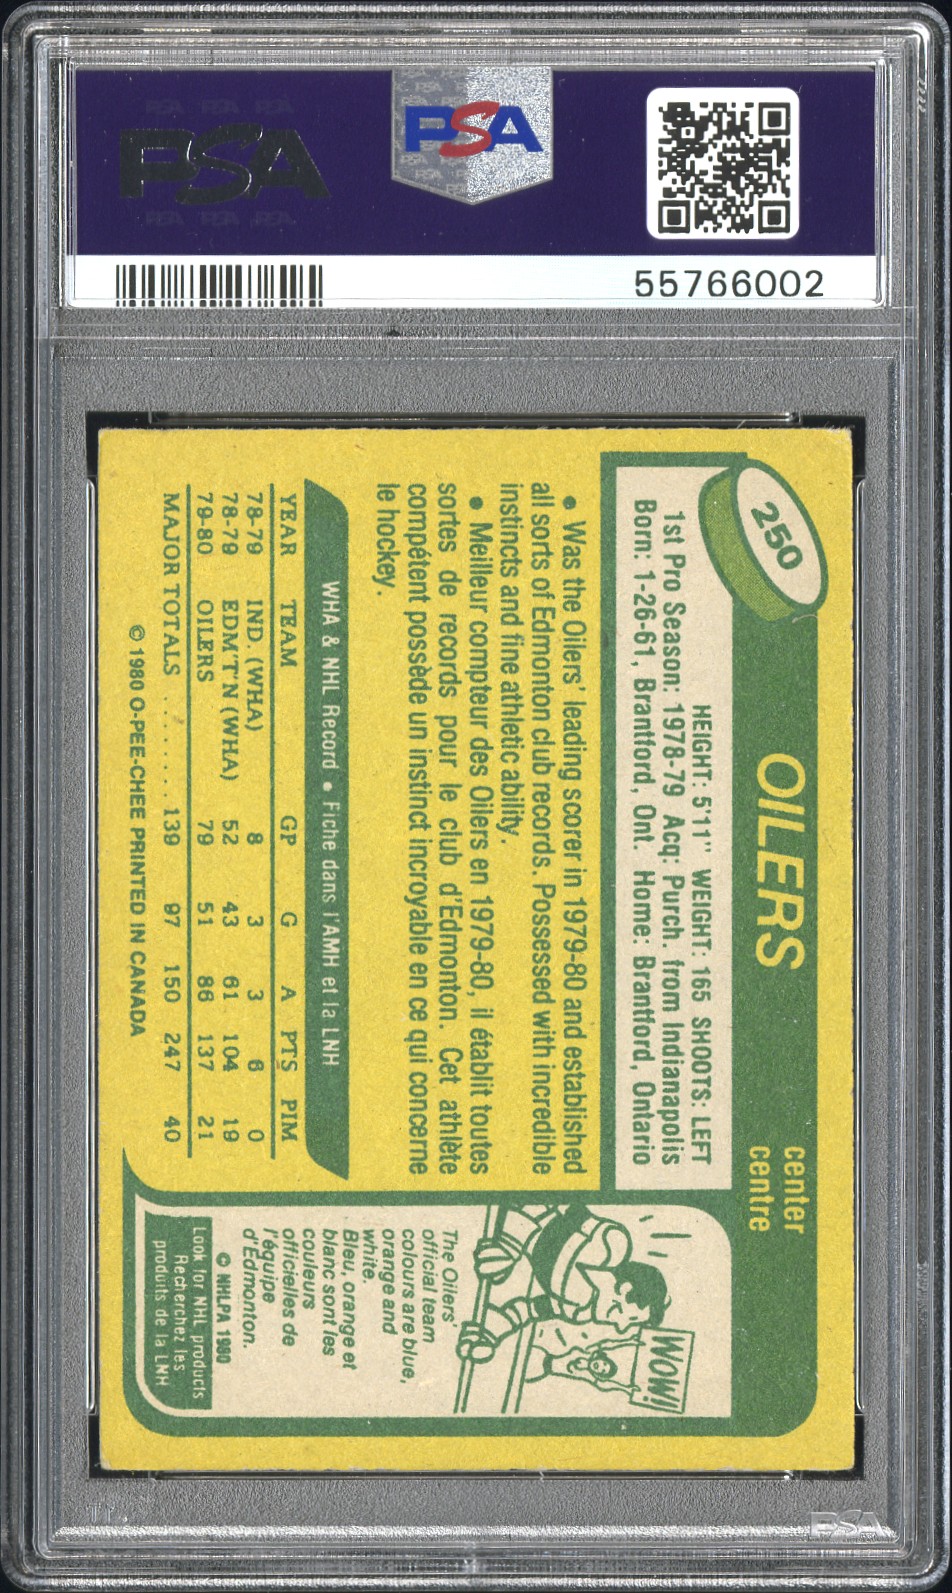 PSA
PSA
55766002
250
OILERS
center
centre
HEIGHT: 5'11" WEIGHT: 165 SHOOTS: LEFT
1st Pro Season: 1978-79 Acq: Purch. from Indianapolis
Born: 1-26-61, Brantford, Ont. Home: Brantford, Ontario
• Was the Oilers' leading scorer in 1979-80 and established
all sorts of Edmonton club records. Possessed with incredible
instincts and fine athletic ability.
• Meilleur compteur des Oilers en 1979-80, il établit toutes
sortes de records pour le club d'Edmonton. Cet athlète
compétent possède un instinct incroyable en ce qui concerne
le hockey.
WHA & NHL Record • Fiche dans l'AMH et la LNH
YEAR TEAM GP G A PTS PIM
78-79 IND. (WHA) 8 3 3 6 0
78-79 EDM'T'N (WHA) 52 43 61 104 19
79-80 OILERS 79 51 86 137 21
MAJOR TOTALS ....... 139 97 150 247 40
© 1980 O-PEE-CHEE PRINTED IN CANADA
WOW!
The Oilers'
official team
colours are blue,
orange and
white.
Bleu, orange et
blanc sont les
couleurs
officielles de
l'équipe
d'Edmonton.
© NHLPA 1980
Look for NHL products
Recherchez les
produits de la LNH
PSA